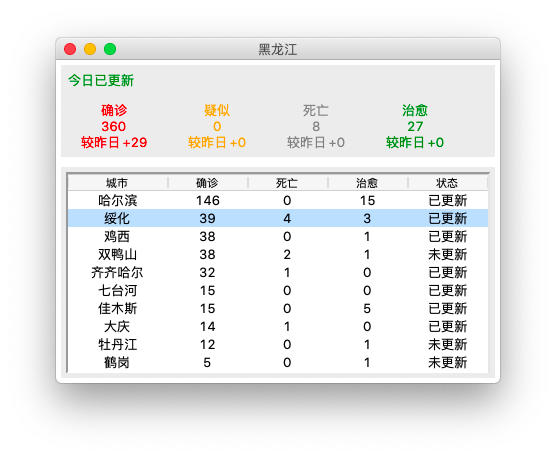 黑龙江
今日已更新
确诊 疑似 死亡 治愈
360 0 8 27
较昨日+29 较昨日+0 较昨日+0 较昨日+0
城市 确诊 死亡 治愈 状态
哈尔滨 146 0 15 已更新
绥化 39 4 3 已更新
鸡西 38 0 1 已更新
双鸭山 38 2 1 未更新
齐齐哈尔 32 1 0 已更新
七台河 15 0 0 已更新
佳木斯 15 0 5 已更新
大庆 14 1 0 已更新
牡丹江 12 0 1 未更新
鹤岗 5 0 1 未更新